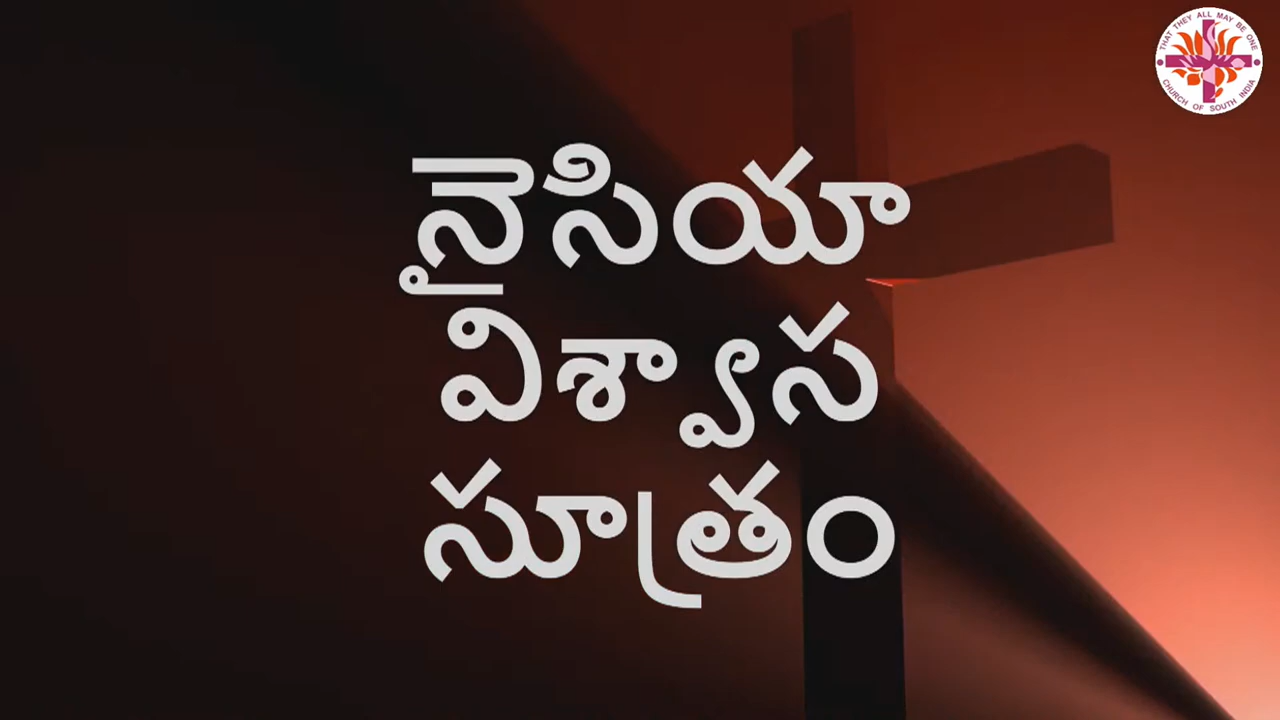 THAT THEY ALL MAY BE ONE
CHURCH OF SOUTH INDIA
నైసియా
విశ్వాస
సూత్రం